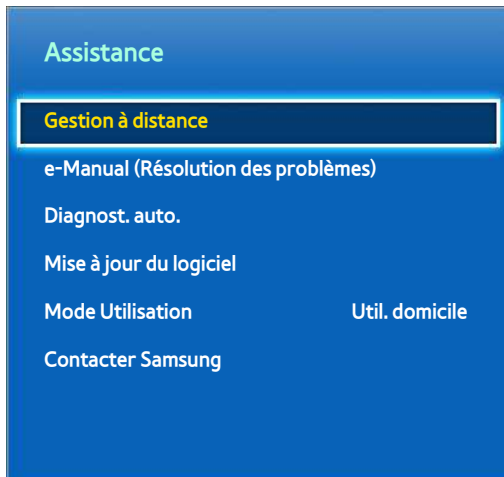 Assistance
Gestion à distance
e-Manual (Résolution des problèmes)
Diagnost. auto.
Mise à jour du logiciel
Mode Utilisation Util. domicile
Contacter Samsung